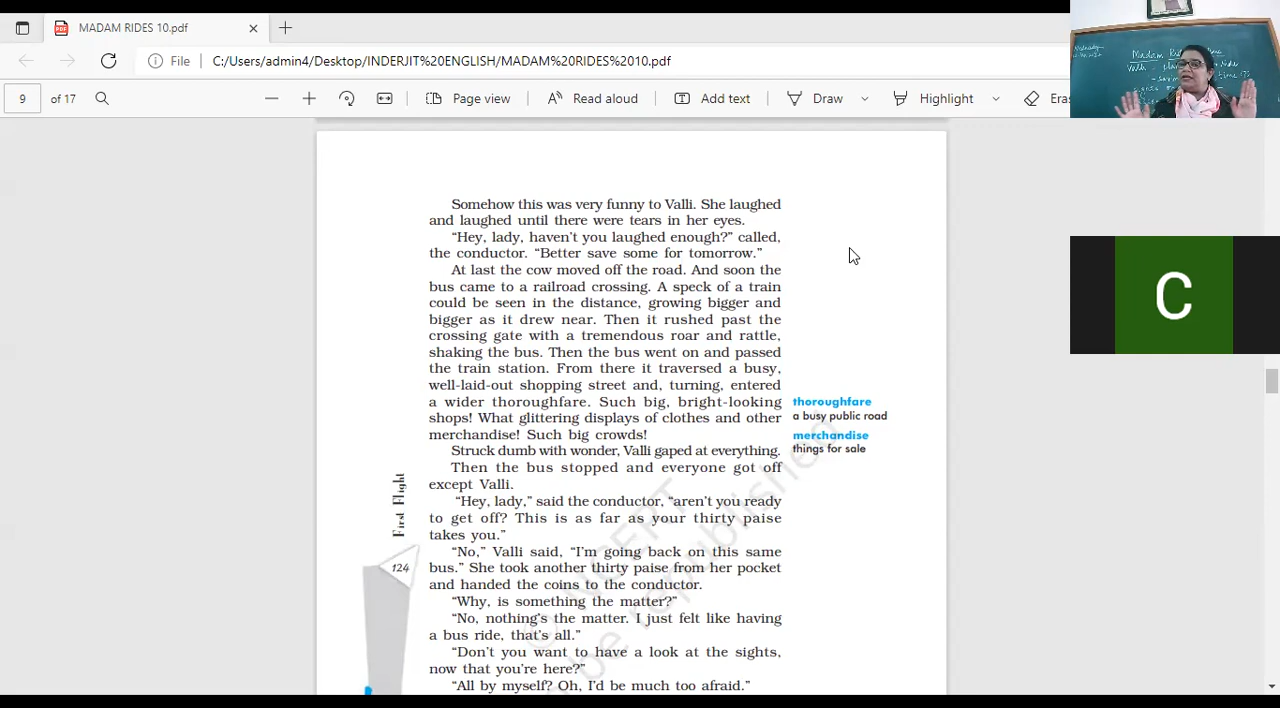 MADAM RIDES 10.pdf
File C:/Users/admin4/Desktop/INDERJIT%20ENGLISH/MADAM%20RIDES%2010.pdf
9 of 17 Page view Read aloud Add text Draw Highlight Eras
Madam Rides
Valli
Somehow this was very funny to Valli. She laughed
and laughed until there were tears in her eyes.
“Hey, lady, haven’t you laughed enough?” called,
the conductor. “Better save some for tomorrow.”
At last the cow moved off the road. And soon the
bus came to a railroad crossing. A speck of a train
could be seen in the distance, growing bigger and
bigger as it drew near. Then it rushed past the
crossing gate with a tremendous roar and rattle,
shaking the bus. Then the bus went on and passed
the train station. From there it traversed a busy,
well-laid-out shopping street and, turning, entered
a wider thoroughfare. Such big, bright-looking
shops! What glittering displays of clothes and other
merchandise! Such big crowds!
thoroughfare
a busy public road
merchandise
things for sale
Struck dumb with wonder, Valli gaped at everything.
Then the bus stopped and everyone got off
except Valli.
“Hey, lady,” said the conductor, “aren’t you ready
to get off? This is as far as your thirty paise
takes you.”
“No,” Valli said, “I’m going back on this same
bus.” She took another thirty paise from her pocket
and handed the coins to the conductor.
“Why, is something the matter?”
“No, nothing’s the matter. I just felt like having
a bus ride, that’s all.”
“Don’t you want to have a look at the sights,
now that you’re here?”
“All by myself? Oh, I’d be much too afraid.”
First Flight
124
© NCERT
be republished
C